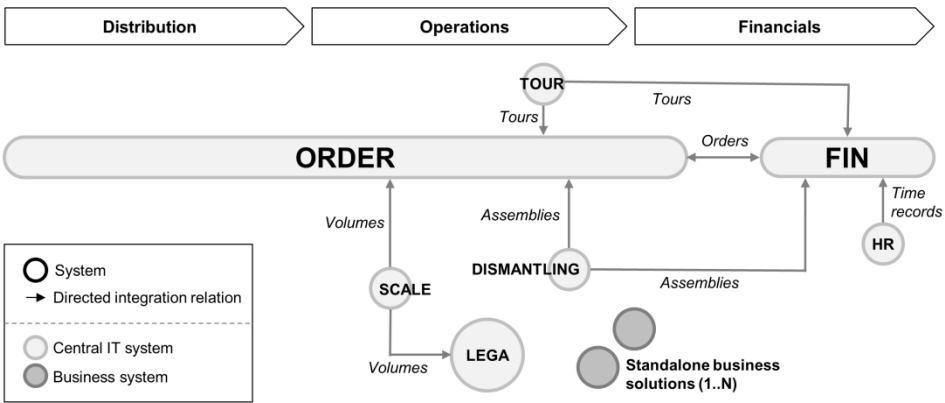 Distribution
Operations
Financials
TOUR
Tours
Tours
ORDER
Orders
FIN
Volumes
Assemblies
Time
records
HR
DISMANTLING
Assemblies
SCALE
Volumes
LEGA
Standalone business
solutions (1..N)
System
Directed integration relation
Central IT system
Business system